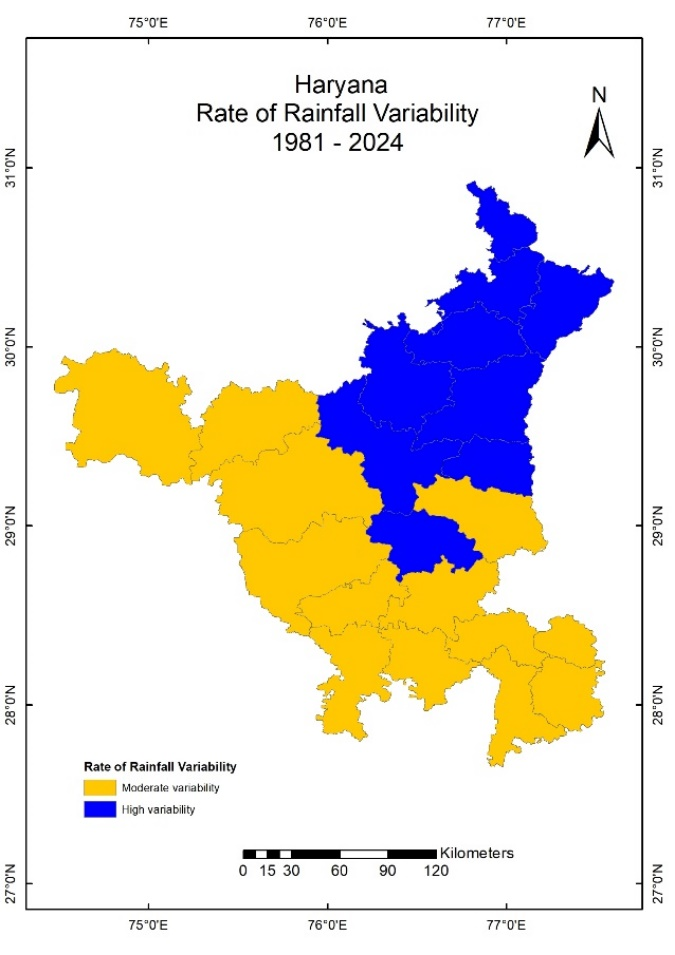 75°0'E 76°0'E 77°0'E
Haryana
Rate of Rainfall Variability
1981 - 2024
N
31°0'N 31°0'N
30°0'N 30°0'N
29°0'N 29°0'N
28°0'N 28°0'N
Rate of Rainfall Variability
Moderate variability
High variability
Kilometers
0 15 30 60 90 120
27°0'N 27°0'N
75°0'E 76°0'E 77°0'E